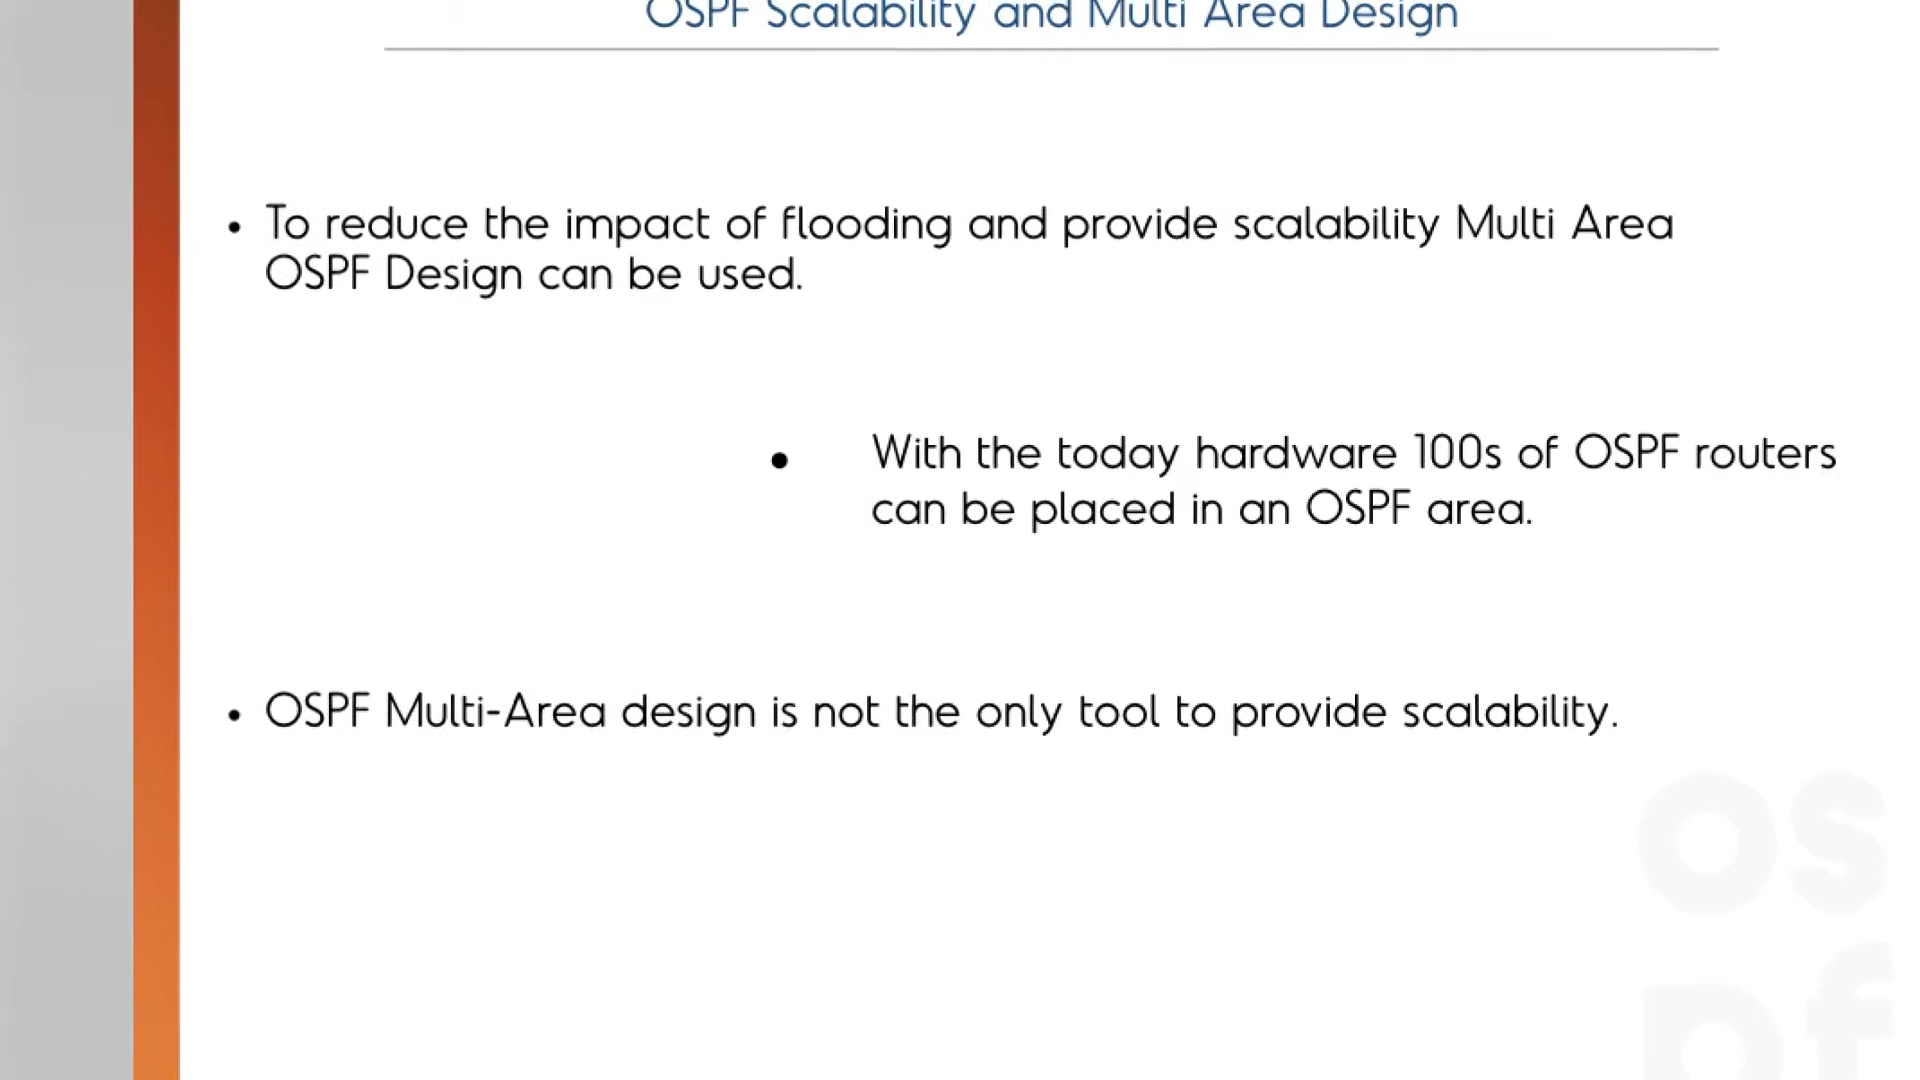 OSPF Scalability and Multi Area Design
• To reduce the impact of flooding and provide scalability Multi Area
OSPF Design can be used.
• With the today hardware 100s of OSPF routers
can be placed in an OSPF area.
• OSPF Multi-Area design is not the only tool to provide scalability.
os
pf